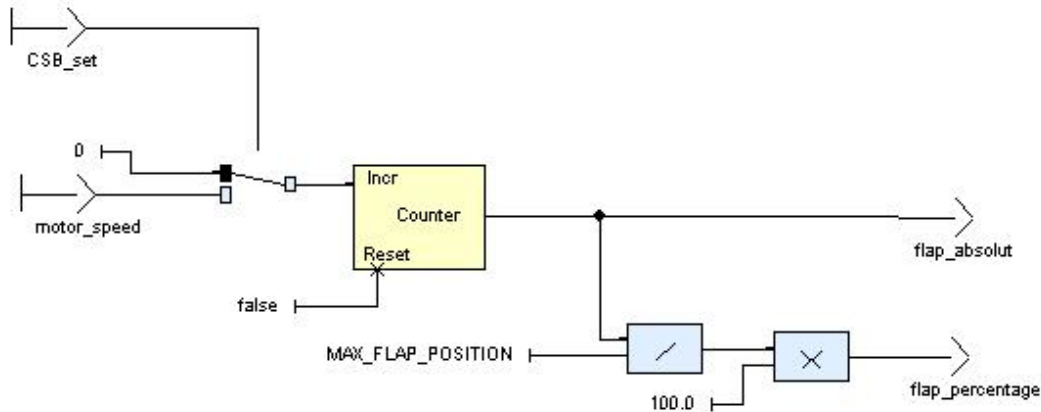 CSB_set
0
motor_speed
Incr
Counter
Reset
false
flap_absolut
MAX_FLAP_POSITION
100.0
flap_percentage